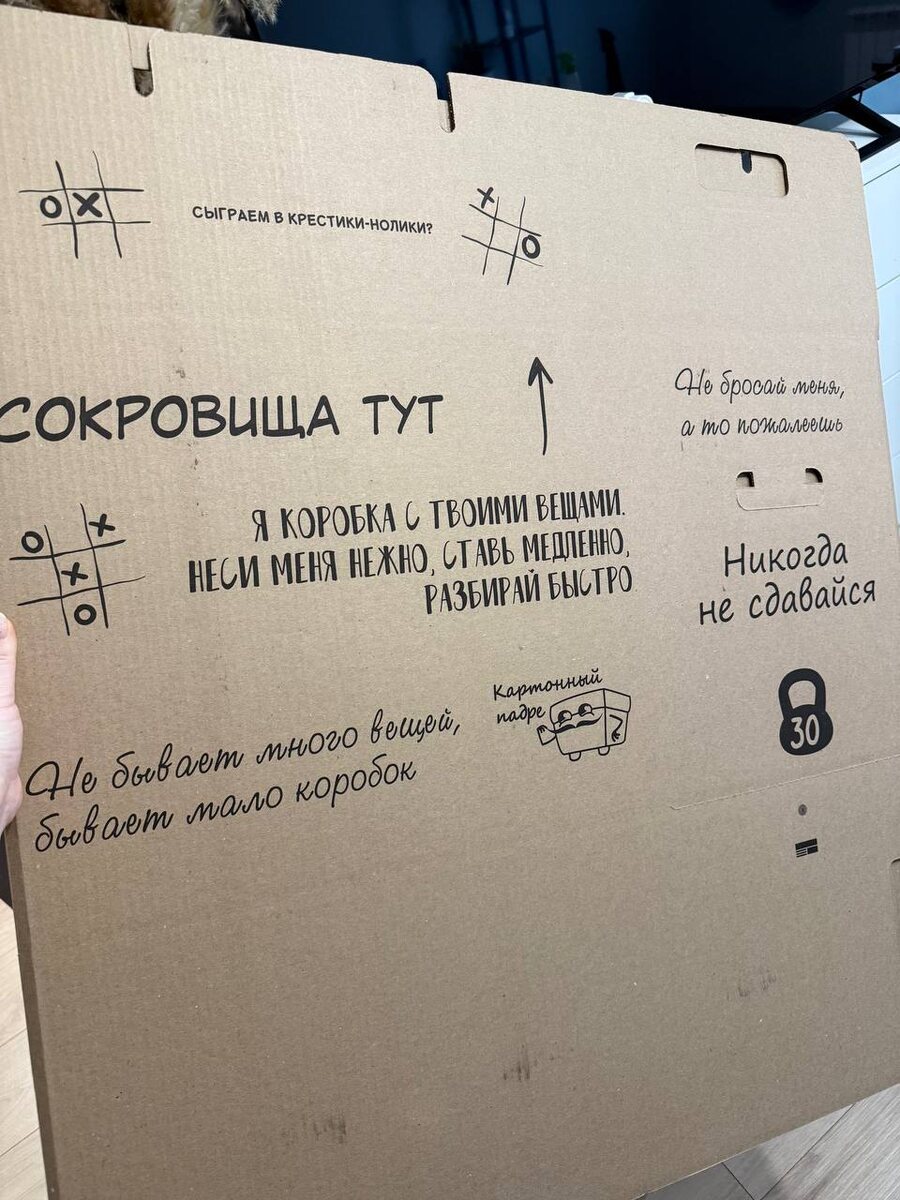 О Х
СЫГРАЕМ В КРЕСТИКИ-НОЛИКИ?
Х
О
СОКРОВИЩА ТУТ
Не бросай меня,
а то пожалеешь
О Х
Х
О
Я КОРОБКА С ТВОИМИ ВЕЩАМИ.
НЕСИ МЕНЯ НЕЖНО, СТАВЬ МЕДЛЕННО,
РАЗБИРАЙ БЫСТРО
Никогда
не сдавайся
Картонный
падре
30
Не бывает много вещей,
бывает мало коробок